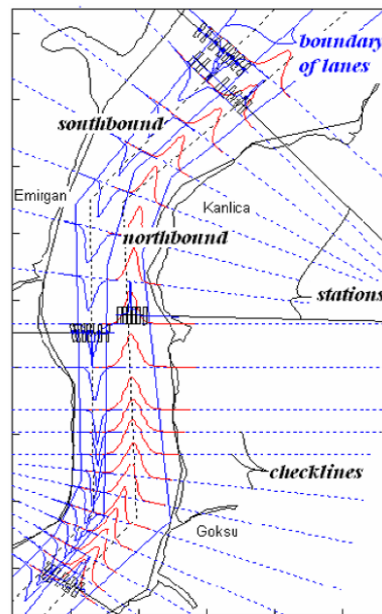 boundary
of lanes
southbound
Emirgan
Kanlica
northbound
stations
checklines
Goksu